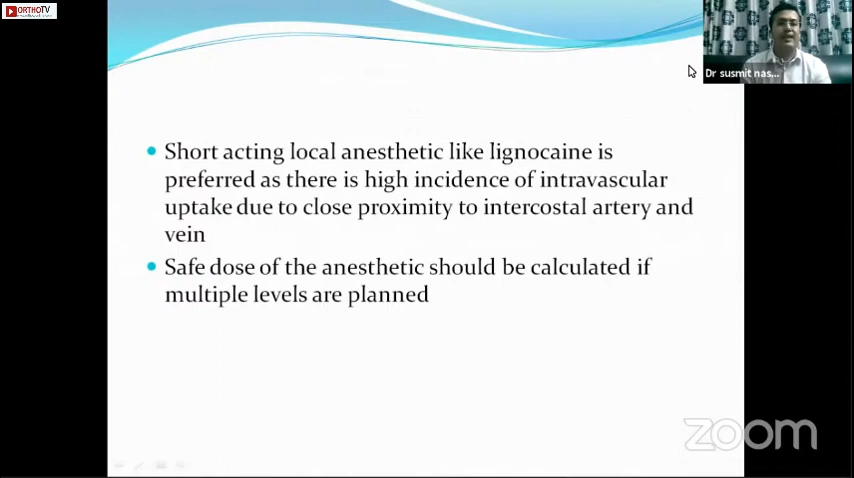 ORTHOTV
Dr susmit nas...
Short acting local anesthetic like lignocaine is
preferred as there is high incidence of intravascular
uptake due to close proximity to intercostal artery and
vein
Safe dose of the anesthetic should be calculated if
multiple levels are planned
zoom